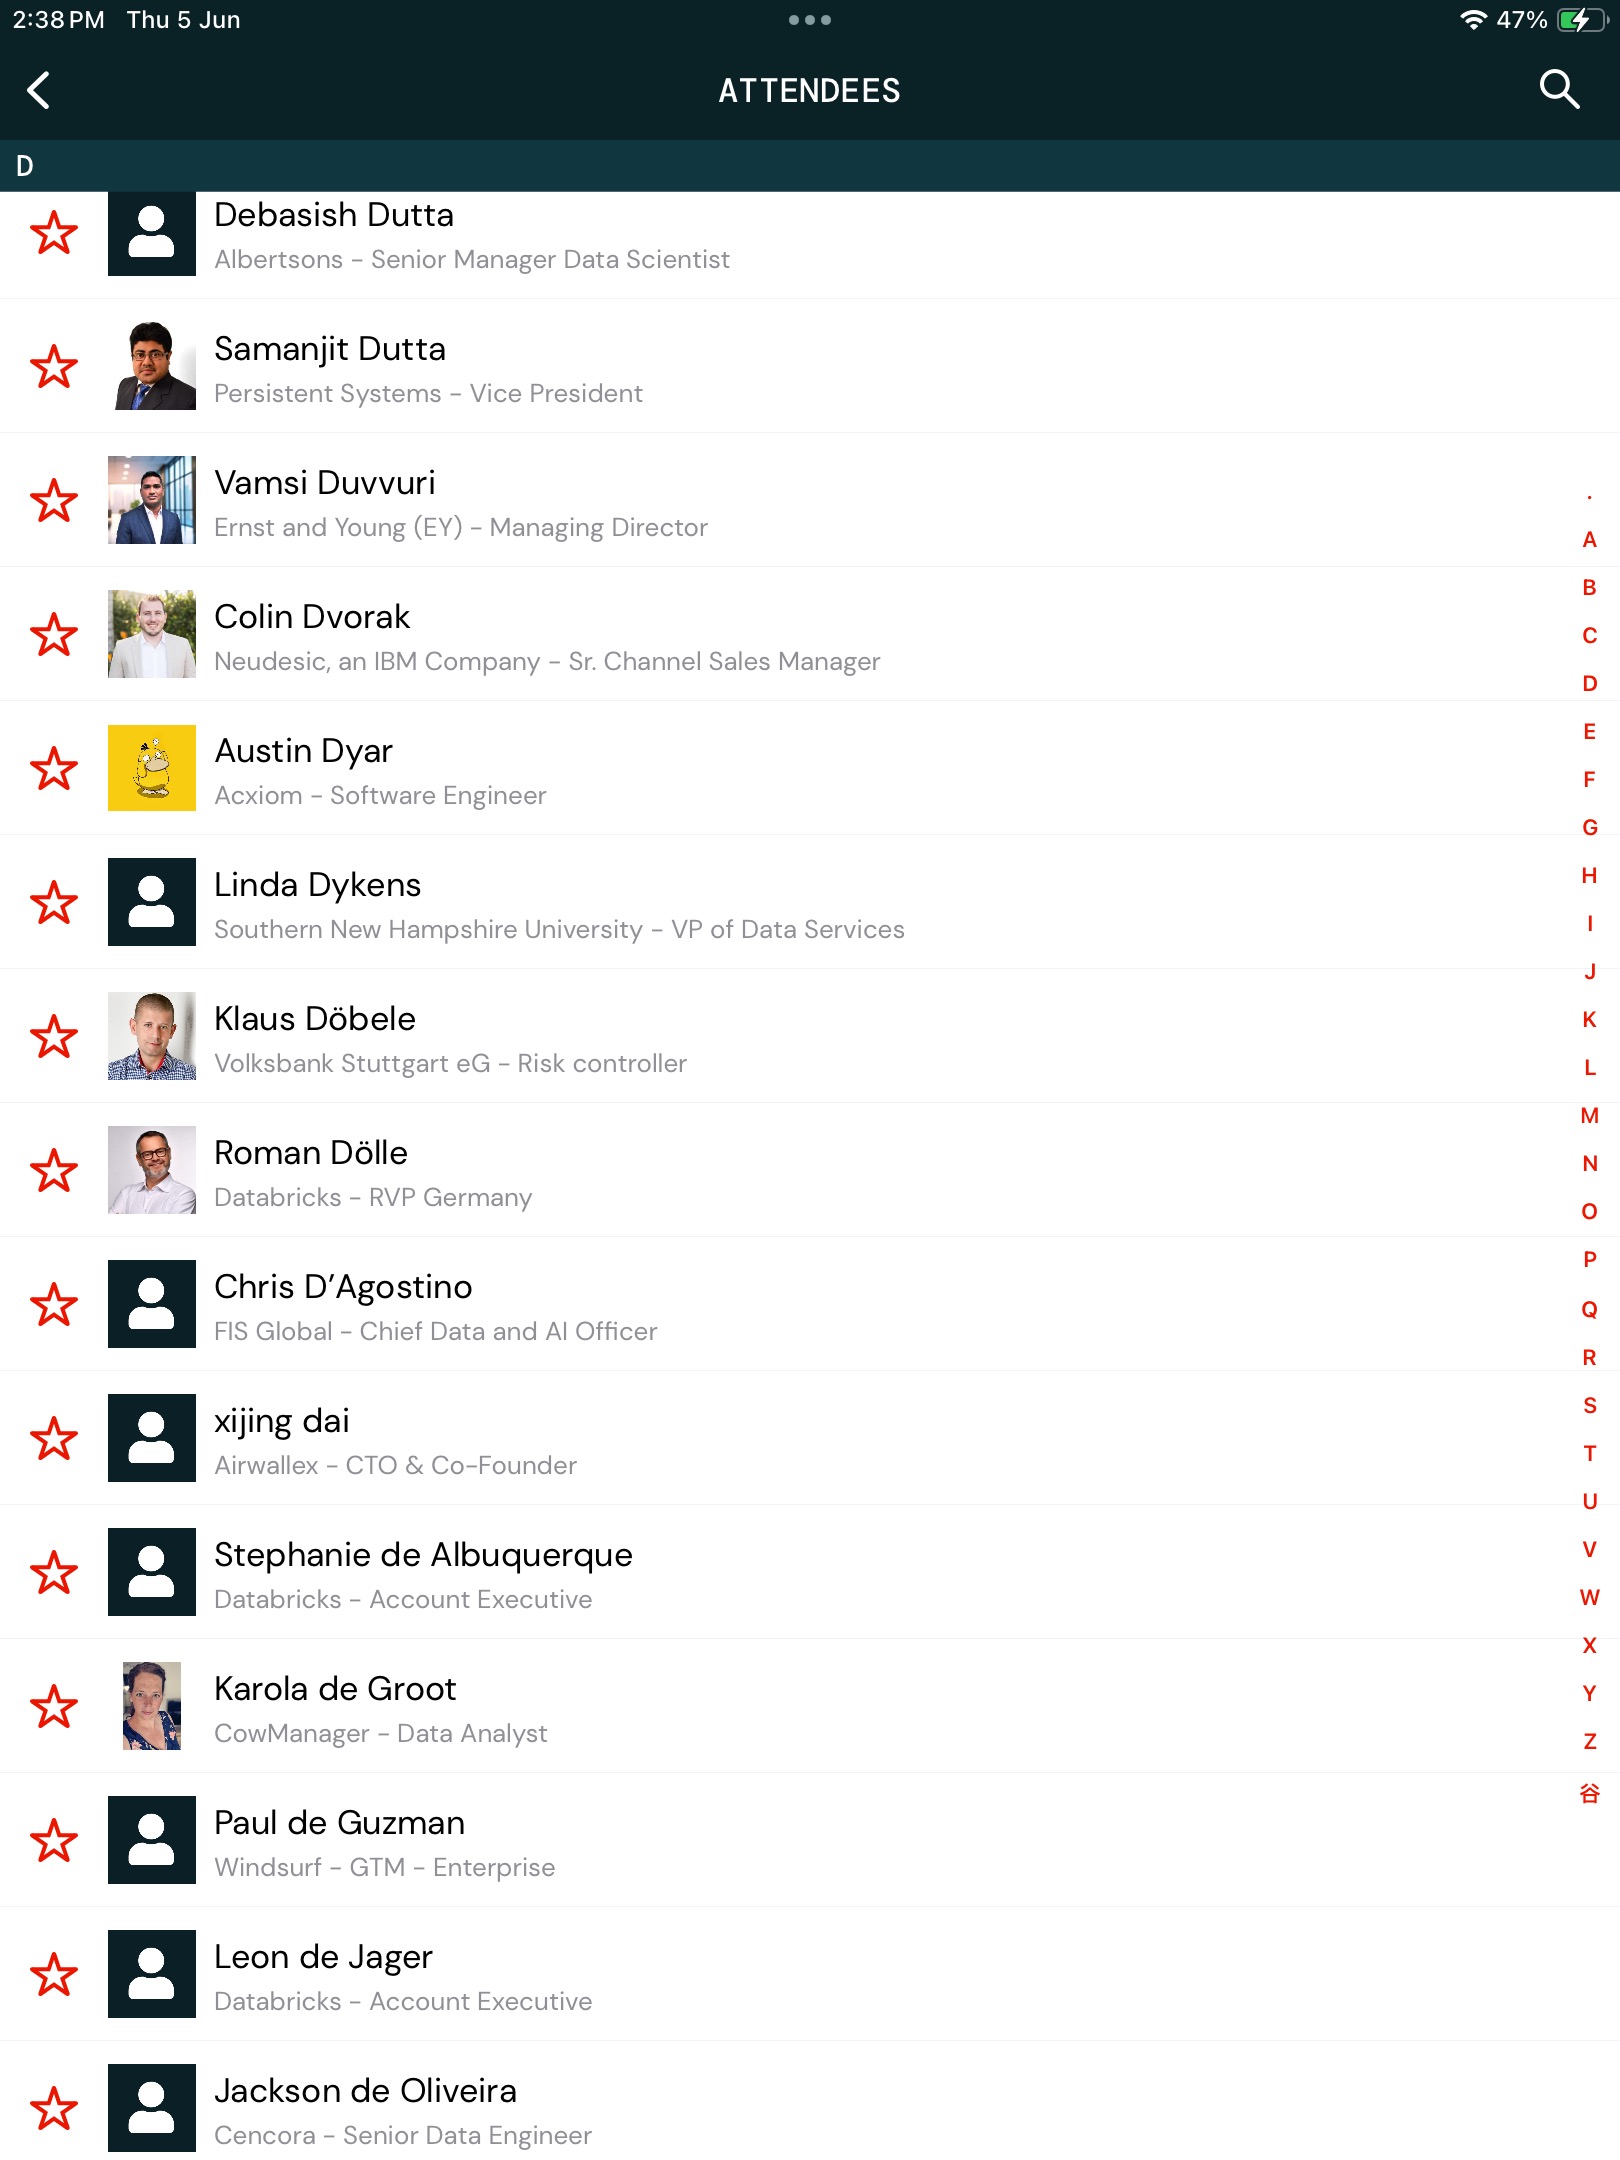 2:38 PM Thu 5 Jun
47%
ATTENDEES
D
Debasish Dutta
Albertsons – Senior Manager Data Scientist
Samanjit Dutta
Persistent Systems – Vice President
Vamsi Duvvuri
Ernst and Young (EY) – Managing Director
Colin Dvorak
Neudesic, an IBM Company – Sr. Channel Sales Manager
Austin Dyar
Acxiom – Software Engineer
Linda Dykens
Southern New Hampshire University – VP of Data Services
Klaus Döbele
Volksbank Stuttgart eG – Risk controller
Roman Dölle
Databricks – RVP Germany
Chris D’Agostino
FIS Global – Chief Data and AI Officer
xijing dai
Airwallex – CTO & Co-Founder
Stephanie de Albuquerque
Databricks – Account Executive
Karola de Groot
CowManager – Data Analyst
Paul de Guzman
Windsurf – GTM – Enterprise
Leon de Jager
Databricks – Account Executive
Jackson de Oliveira
Cencora – Senior Data Engineer
.
A
B
C
D
E
F
G
H
I
J
K
L
M
N
O
P
Q
R
S
T
U
V
W
X
Y
Z
谷